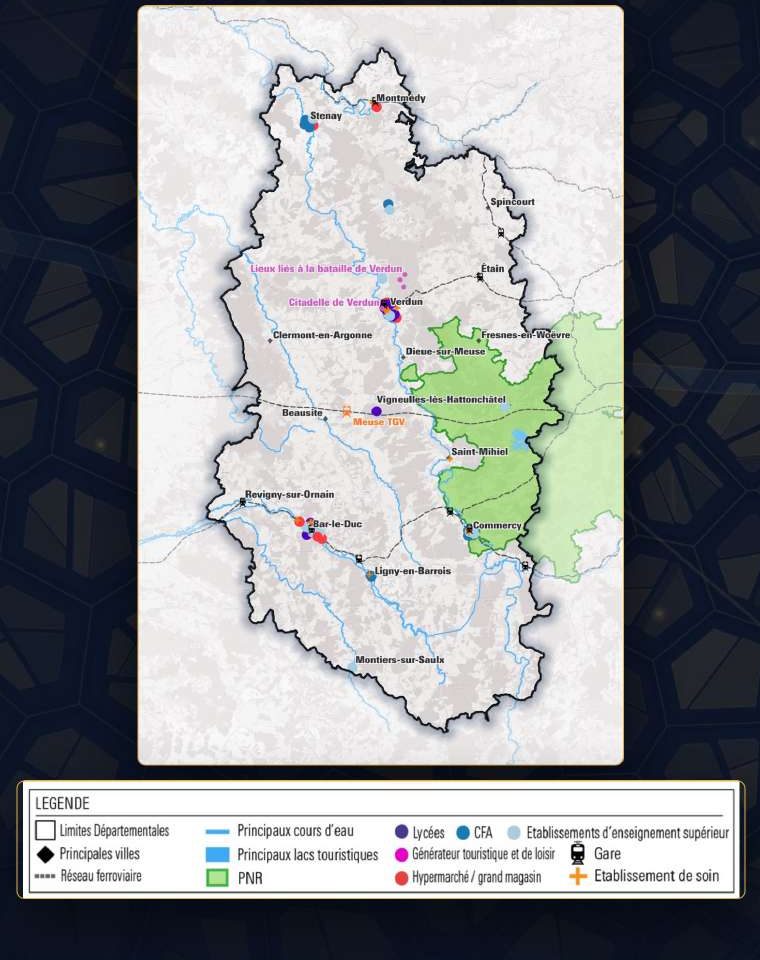 Montmédy
Stenay
Spincourt
Lieux liés à la bataille de Verdun
Étain
Citadelle de Verdun
Verdun
Clermont-en-Argonne
Fresnes-en-Woëvre
Dieue-sur-Meuse
Vigneulles-lès-Hattonchâtel
Beausite
Meuse TGV
Saint-Mihiel
Revigny-sur-Ornain
Bar-le-Duc
Commercy
Ligny-en-Barrois
Montiers-sur-Saulx
LEGENDE
Limites Départementales
Principales villes
Réseau ferroviaire
Principaux cours d'eau
Principaux lacs touristiques
PNR
Lycées
CFA
Etablissements d'enseignement supérieur
Générateur touristique et de loisir
Gare
Hypermarché / grand magasin
Etablissement de soin